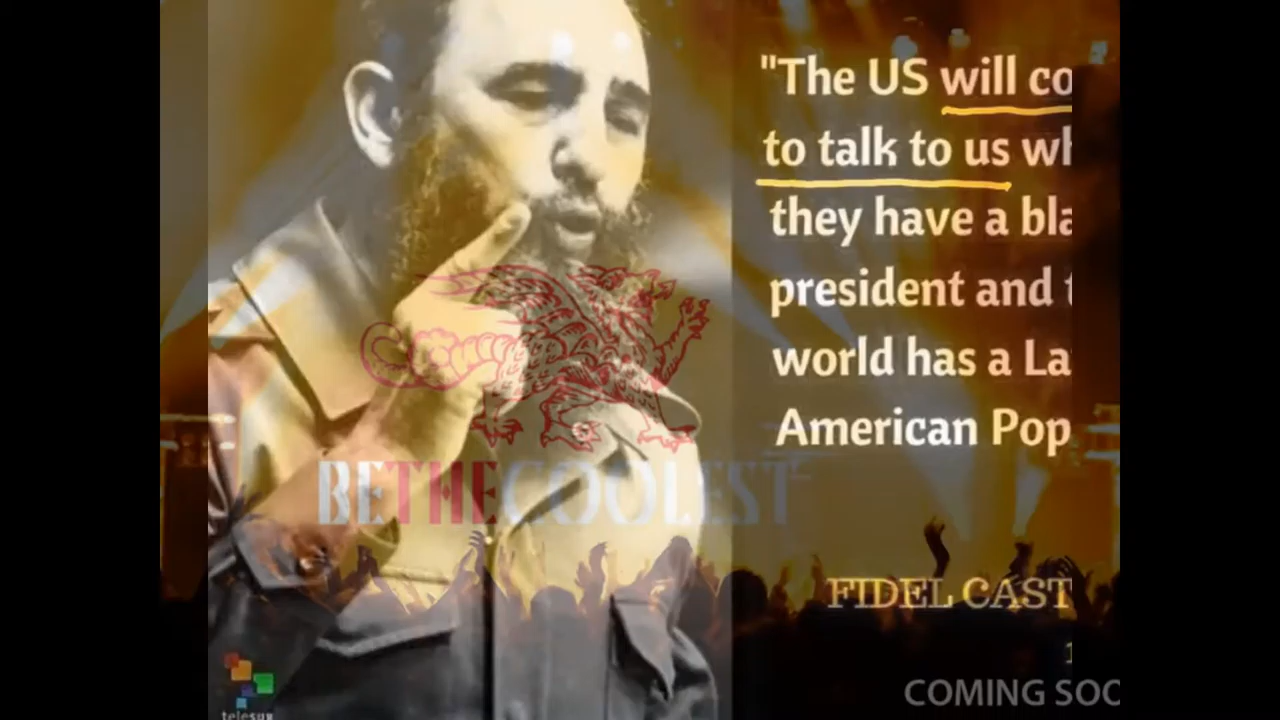 "The US will co
to talk to us wh
they have a bla
president and t
world has a La
American Pop
BETHECOOLEST
FIDEL CAST
1
COMING SOO
telesur